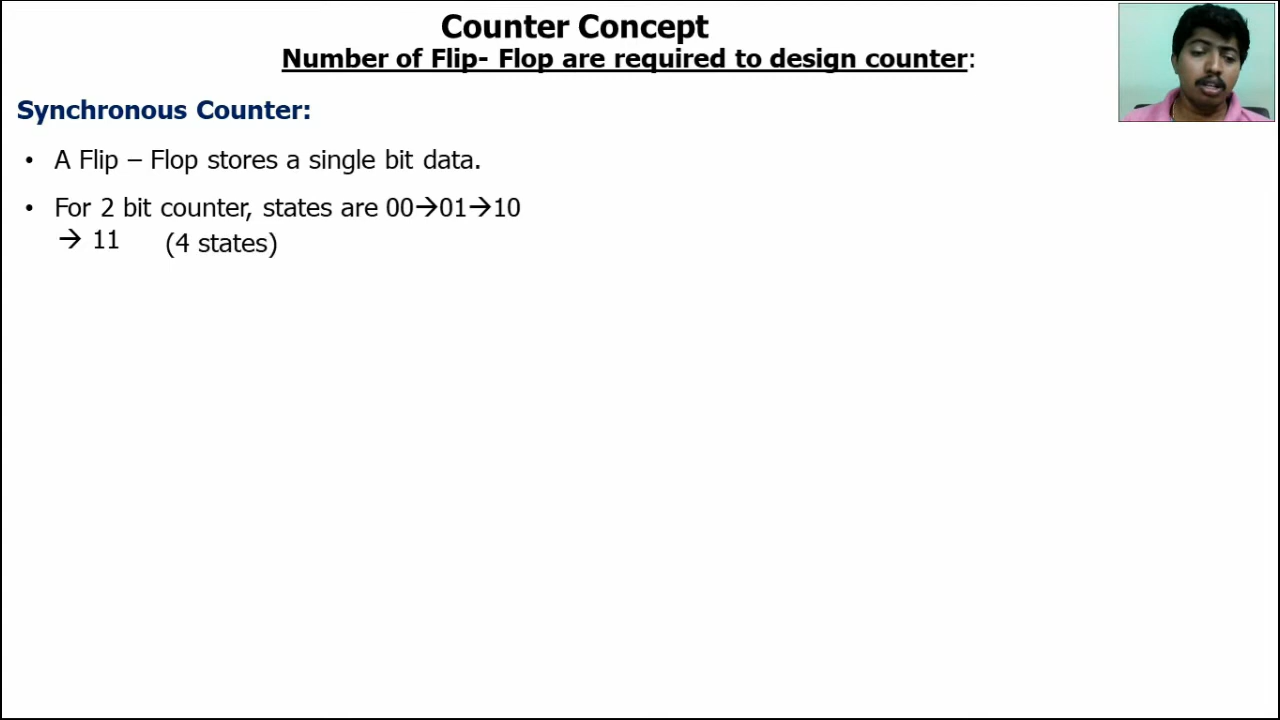 Counter Concept
Number of Flip- Flop are required to design counter:
Synchronous Counter:
• A Flip – Flop stores a single bit data.
• For 2 bit counter, states are 00→01→10
→ 11 (4 states)